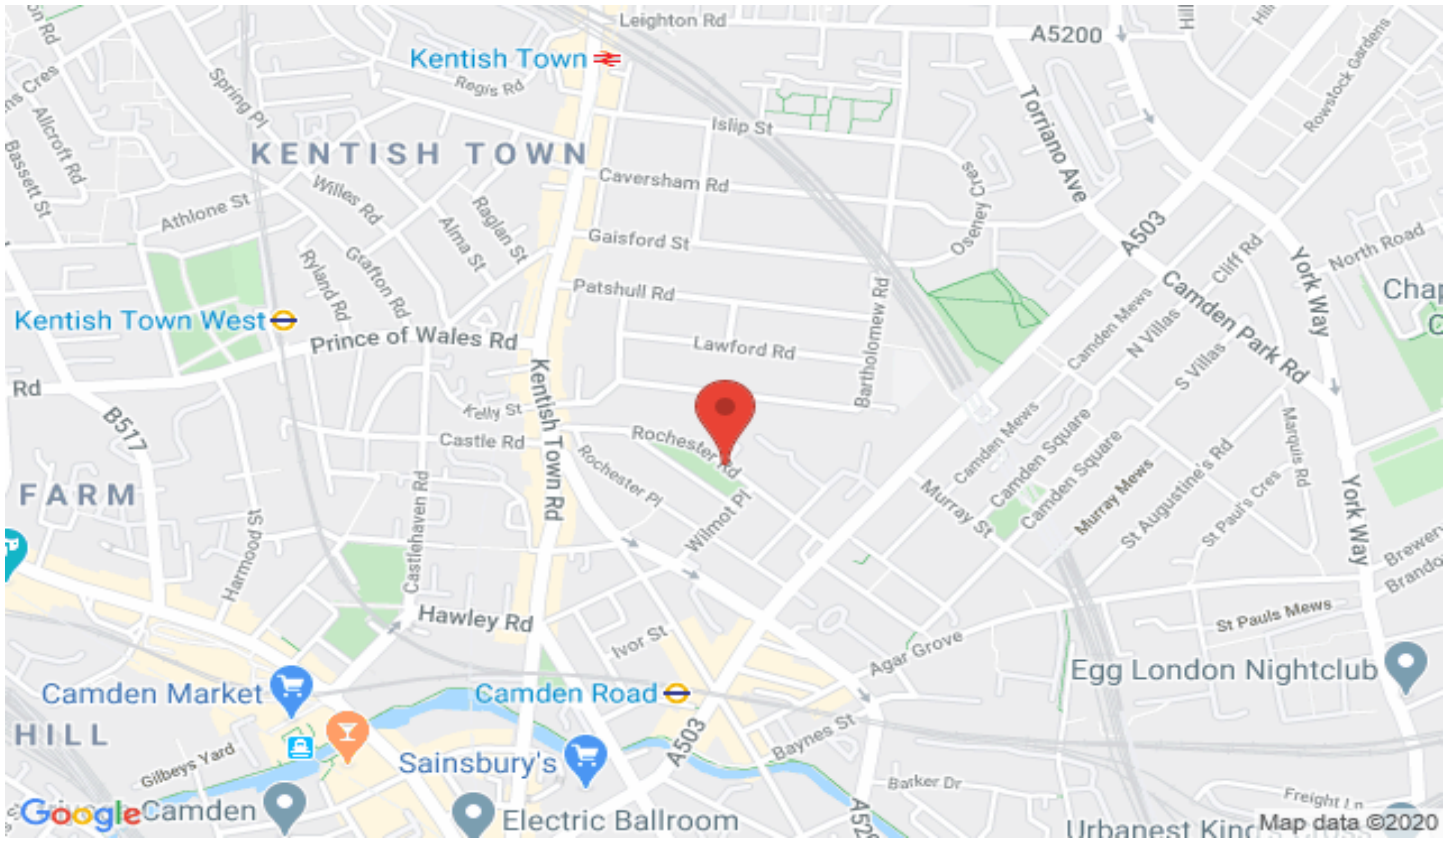 Leighton Rd
A5200
Kentish Town
Regis Rd
Spring Pl
Allcroft Rd
Bassett St
Islip St
Torriano Ave
Rowstock Gardens
KENTISH TOWN
Willes Rd
Raglan St
Alma St
Athlone St
Caversham Rd
Oseney Cres
A503
Gaisford St
Grafton Rd
Ryland Rd
Cliff Rd
North Road
York Way
Patshull Rd
Bartholomew Rd
Camden Mews
N Villas
S Villas
Camden Park Rd
Kentish Town West
Prince of Wales Rd
Lawford Rd
Rd
B517
Kelly St
Kentish Town Rd
Castle Rd
Rochester Rd
Rochester Pl
Wilmot Pl
Camden Mews
Camden Square
Camden Square
Murray St
Murray Mews
St Augustine's Rd
St Paul's Cres
Marquis Rd
York Way
FARM
Harmood St
Castlehaven Rd
Hawley Rd
Ivor St
Agar Grove
St Pauls Mews
Egg London Nightclub
Camden Market
Camden Road
HILL
Gilbeys Yard
Sainsbury's
A503
Baynes St
Barker Dr
Freight Ln
Google
Camden
Electric Ballroom
Map data ©2020